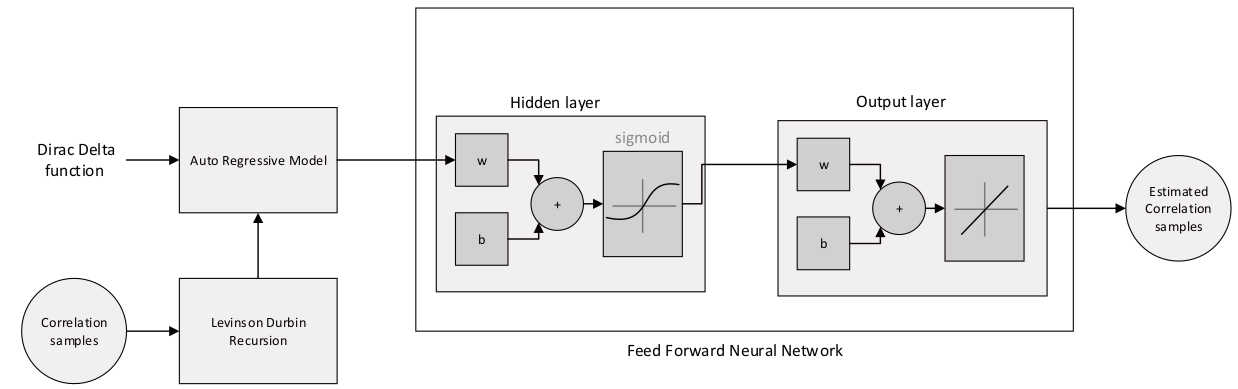 Hidden layer
Output layer
sigmoid
Dirac Delta
function
Auto Regressive Model
w
+
b
w
+
b
Estimated
Correlation
samples
Correlation
samples
Levinson Durbin
Recursion
Feed Forward Neural Network